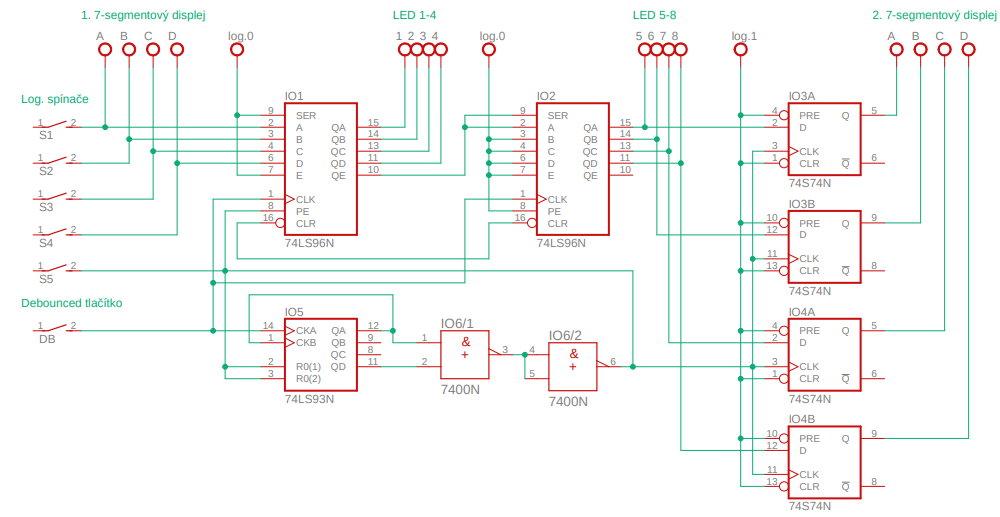 1. 7-segmentový displej
LED 1-4
LED 5-8
2. 7-segmentový displej
A B C D
log.0
1 2 3 4
log.0
5 6 7 8
log.1
A B C D
Log, spínače
1 2
S1
1 2
S2
1 2
S3
1 2
S4
1 2
S5
Debounced tlačítko
1 2
DB
IO1
9 SER
2 A QA 15
3 B QB 14
4 C QC 13
6 D QD 11
7 E QE 10
1 CLK
8 PE
16 CLR
74LS96N
IO2
9 SER
2 A QA 15
3 B QB 14
4 C QC 13
6 D QD 11
7 E QE 10
1 CLK
8 PE
16 CLR
74LS96N
IO5
14 CKA QA 12
1 CKB QB 9
QC 8
2 R0(1) QD 11
3 R0(2)
74LS93N
IO6/1
1 &
+ 3
2
7400N
IO6/2
4 &
+ 6
5
7400N
IO3A
4 PRE Q 5
2 D
3 CLK
1 CLR Q 6
74S74N
IO3B
10 PRE Q 9
12 D
11 CLK
13 CLR Q 8
74S74N
IO4A
4 PRE Q 5
2 D
3 CLK
1 CLR Q 6
74S74N
IO4B
10 PRE Q 9
12 D
11 CLK
13 CLR Q 8
74S74N